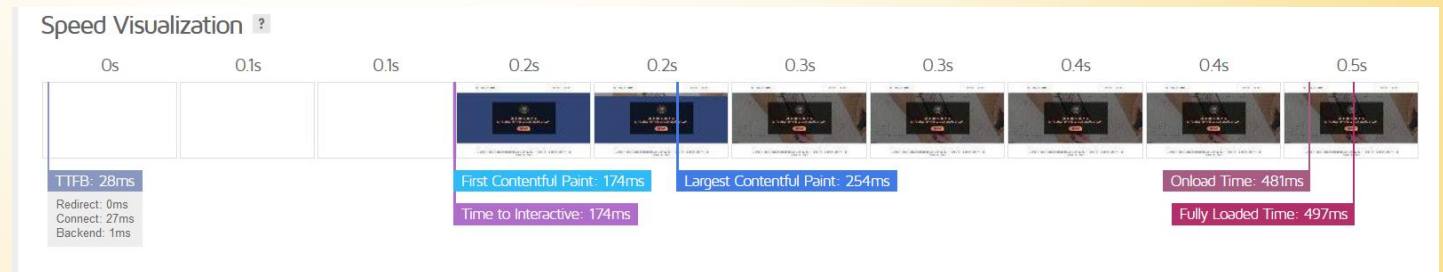 Speed Visualization ?
0s 0.1s 0.1s 0.2s 0.2s 0.3s 0.3s 0.4s 0.4s 0.5s
TTFB: 28ms
Redirect: 0ms
Connect: 27ms
Backend: 1ms
First Contentful Paint: 174ms
Time to Interactive: 174ms
Largest Contentful Paint: 254ms
Onload Time: 481ms
Fully Loaded Time: 497ms